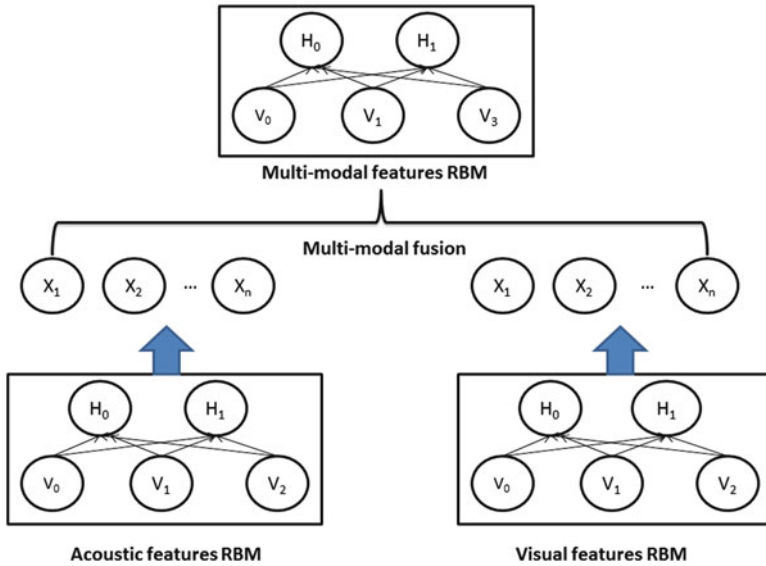 H₀ H₁
V₀ V₁ V₃
Multi-modal features RBM
Multi-modal fusion
X₁ X₂ ... Xₙ X₁ X₂ ... Xₙ
H₀ H₁ H₀ H₁
V₀ V₁ V₂ V₀ V₁ V₂
Acoustic features RBM Visual features RBM